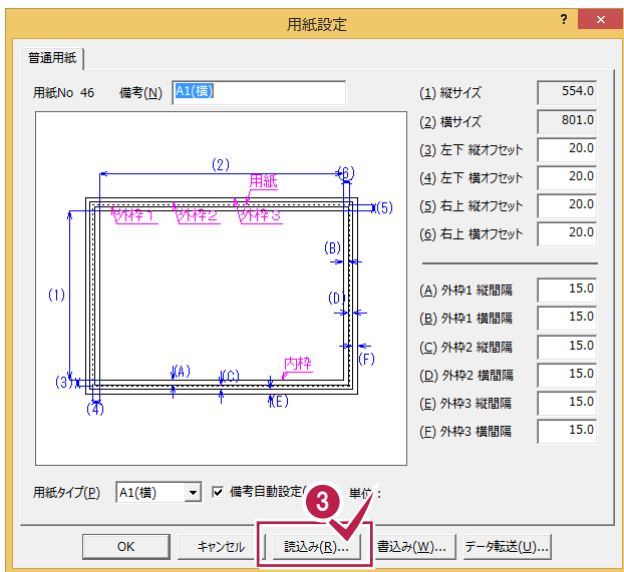 用紙設定
? ×
普通用紙
用紙No 46 備考(N) A1(横)
(1) 縦サイズ 554.0
(2) 横サイズ 801.0
(3) 左下 縦オフセット 20.0
(4) 左下 横オフセット 20.0
(5) 右上 縦オフセット 20.0
(6) 右上 横オフセット 20.0
(A) 外枠1 縦間隔 15.0
(B) 外枠1 横間隔 15.0
(C) 外枠2 縦間隔 15.0
(D) 外枠2 横間隔 15.0
(E) 外枠3 縦間隔 15.0
(F) 外枠3 横間隔 15.0
(2)
(6)
用紙
外枠1 外枠2 外枠3
(5)
(B)
(1)
(D)
(F)
内枠
(3)
(A)
(C)
(4)
(E)
用紙タイプ(P) A1(横) 備考自動設定( 単位:
3
OK キャンセル 読込み(R)... 書込み(W)... データ転送(U)...